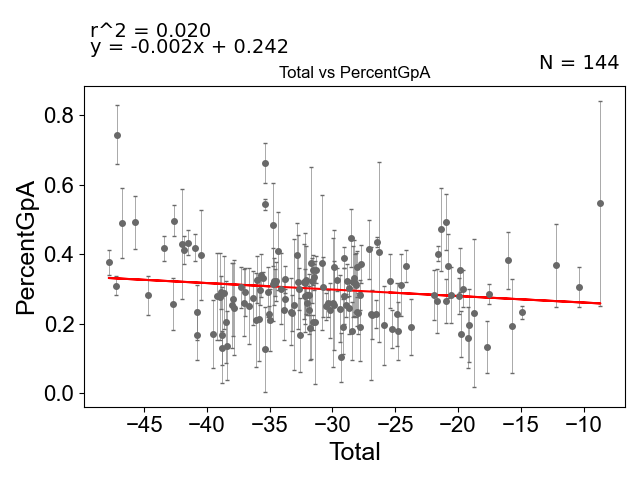 r^2 = 0.020
y = -0.002x + 0.242
N = 144
Total vs PercentGpA
PercentGpA
0.8
0.6
0.4
0.2
0.0
−45 −40 −35 −30 −25 −20 −15 −10
Total